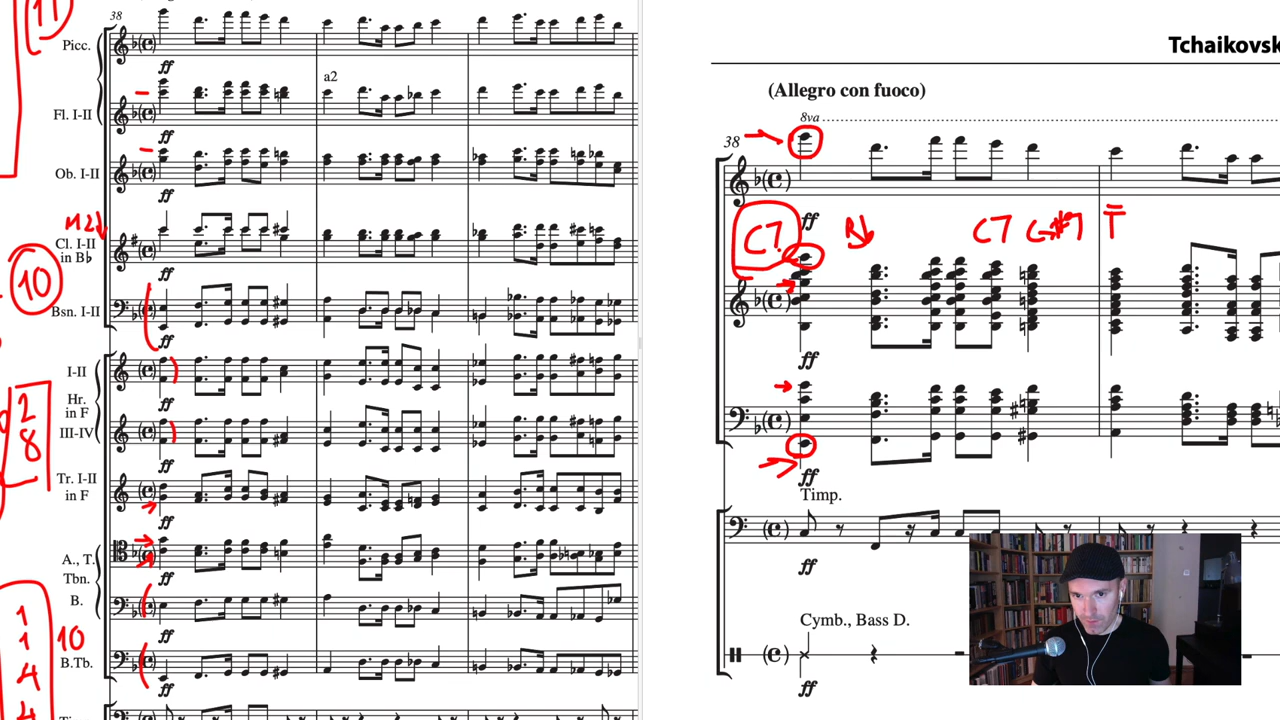 38
Picc.
ff
(11)
a2
Fl. I-II
ff
Ob. I-II
ff
M2↓
Cl. I-II
in B♭
ff
10
Bsn. I-II
ff
I-II
ff
Hr.
in F
2
8
III-IV
ff
Tr. I-II
in F
ff
A., T.
Tbn.
ff
B.
ff
1
1
4
10
B.Tb.
ff
Tchaikovsk
(Allegro con fuoco)
8va
38
ff
C7
C7
ff
ff
Timp.
ff
Cymb., Bass D.
ff